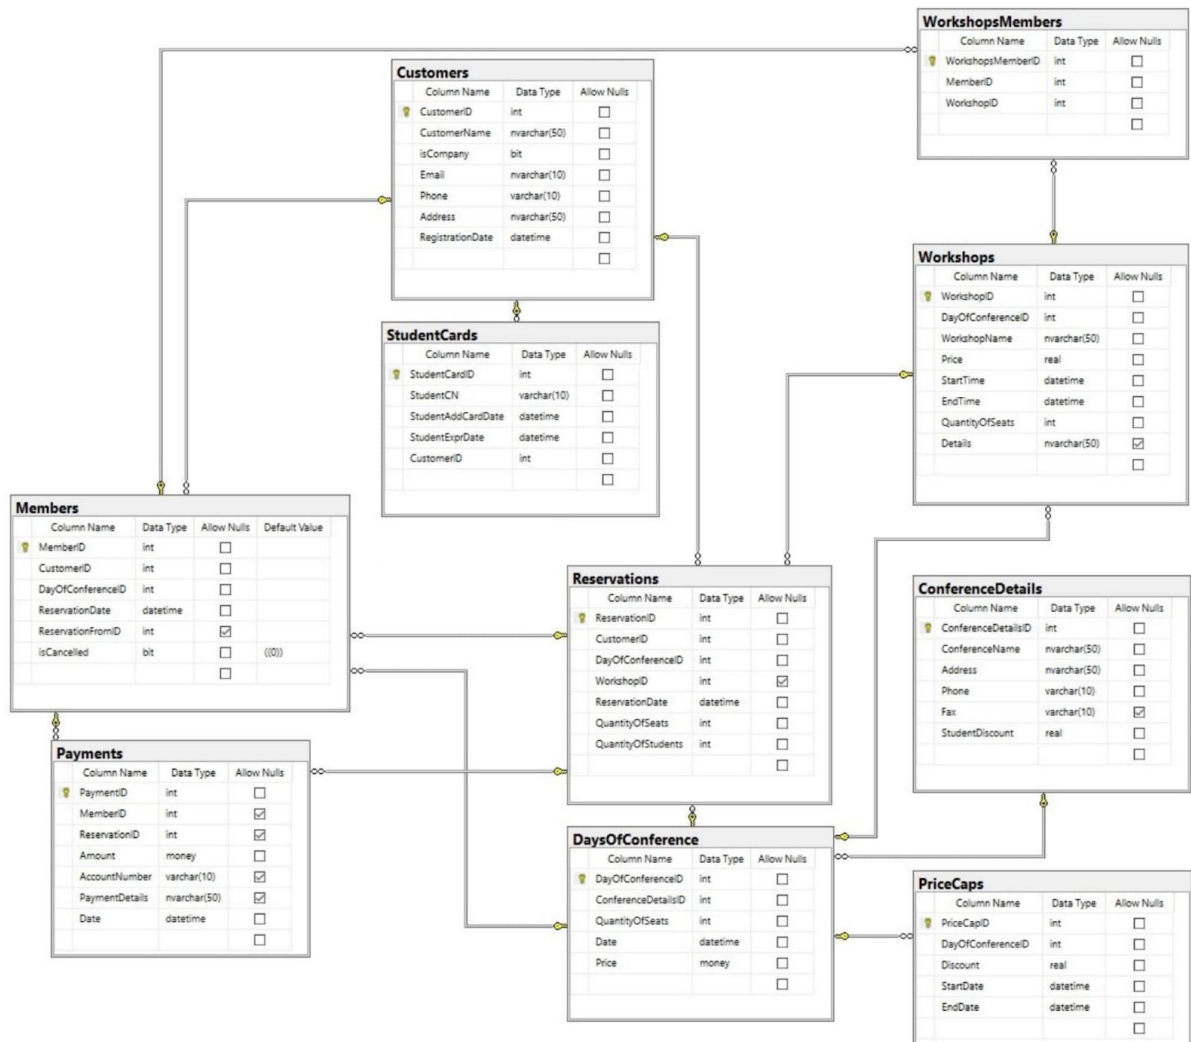 WorkshopsMembers
Column Name Data Type Allow Nulls
WorkshopsMemberID int
MemberID int
WorkshopID int
Customers
Column Name Data Type Allow Nulls
CustomerID int
CustomerName nvarchar(50)
isCompany bit
Email nvarchar(10)
Phone varchar(10)
Address nvarchar(50)
RegistrationDate datetime
Workshops
Column Name Data Type Allow Nulls
WorkshopID int
DayOfConferenceID int
WorkshopName nvarchar(50)
Price real
StartTime datetime
EndTime datetime
QuantityOfSeats int
Details nvarchar(50)
StudentCards
Column Name Data Type Allow Nulls
StudentCardID int
StudentCN varchar(10)
StudentAddCardDate datetime
StudentExprDate datetime
CustomerID int
Members
Column Name Data Type Allow Nulls Default Value
MemberID int
CustomerID int
DayOfConferenceID int
ReservationDate datetime
ReservationFromID int
isCancelled bit ((0))
Reservations
Column Name Data Type Allow Nulls
ReservationID int
CustomerID int
DayOfConferenceID int
WorkshopID int
ReservationDate datetime
QuantityOfSeats int
QuantityOfStudents int
ConferenceDetails
Column Name Data Type Allow Nulls
ConferenceDetailsID int
ConferenceName nvarchar(50)
Address nvarchar(50)
Phone varchar(10)
Fax varchar(10)
StudentDiscount real
Payments
Column Name Data Type Allow Nulls
PaymentID int
MemberID int
ReservationID int
Amount money
AccountNumber varchar(10)
PaymentDetails nvarchar(50)
Date datetime
DaysOfConference
Column Name Data Type Allow Nulls
DayOfConferenceID int
ConferenceDetailsID int
QuantityOfSeats int
Date datetime
Price money
PriceCaps
Column Name Data Type Allow Nulls
PriceCapID int
DayOfConferenceID int
Discount real
StartDate datetime
EndDate datetime